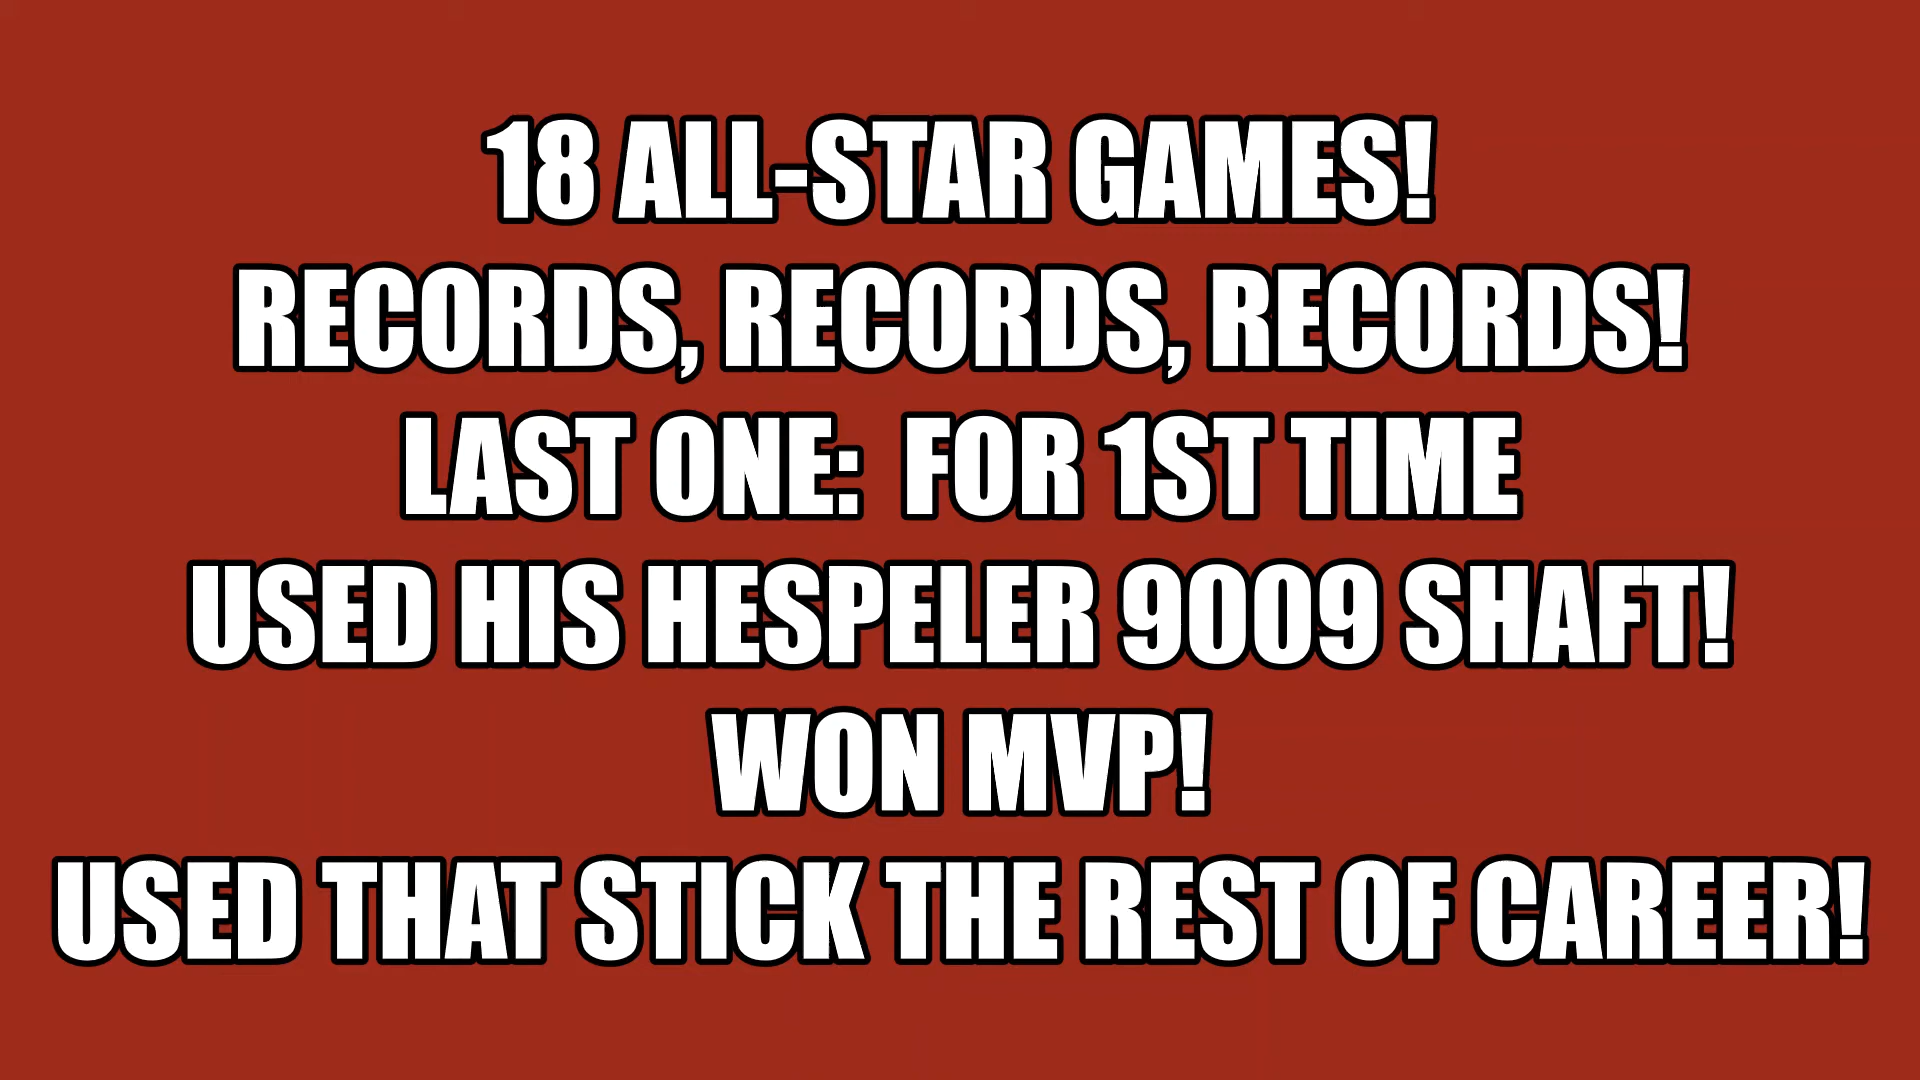 18 ALL-STAR GAMES!
RECORDS, RECORDS, RECORDS!
LAST ONE:  FOR 1ST TIME
USED HIS HESPELER 9009 SHAFT!
WON MVP!
USED THAT STICK THE REST OF CAREER!